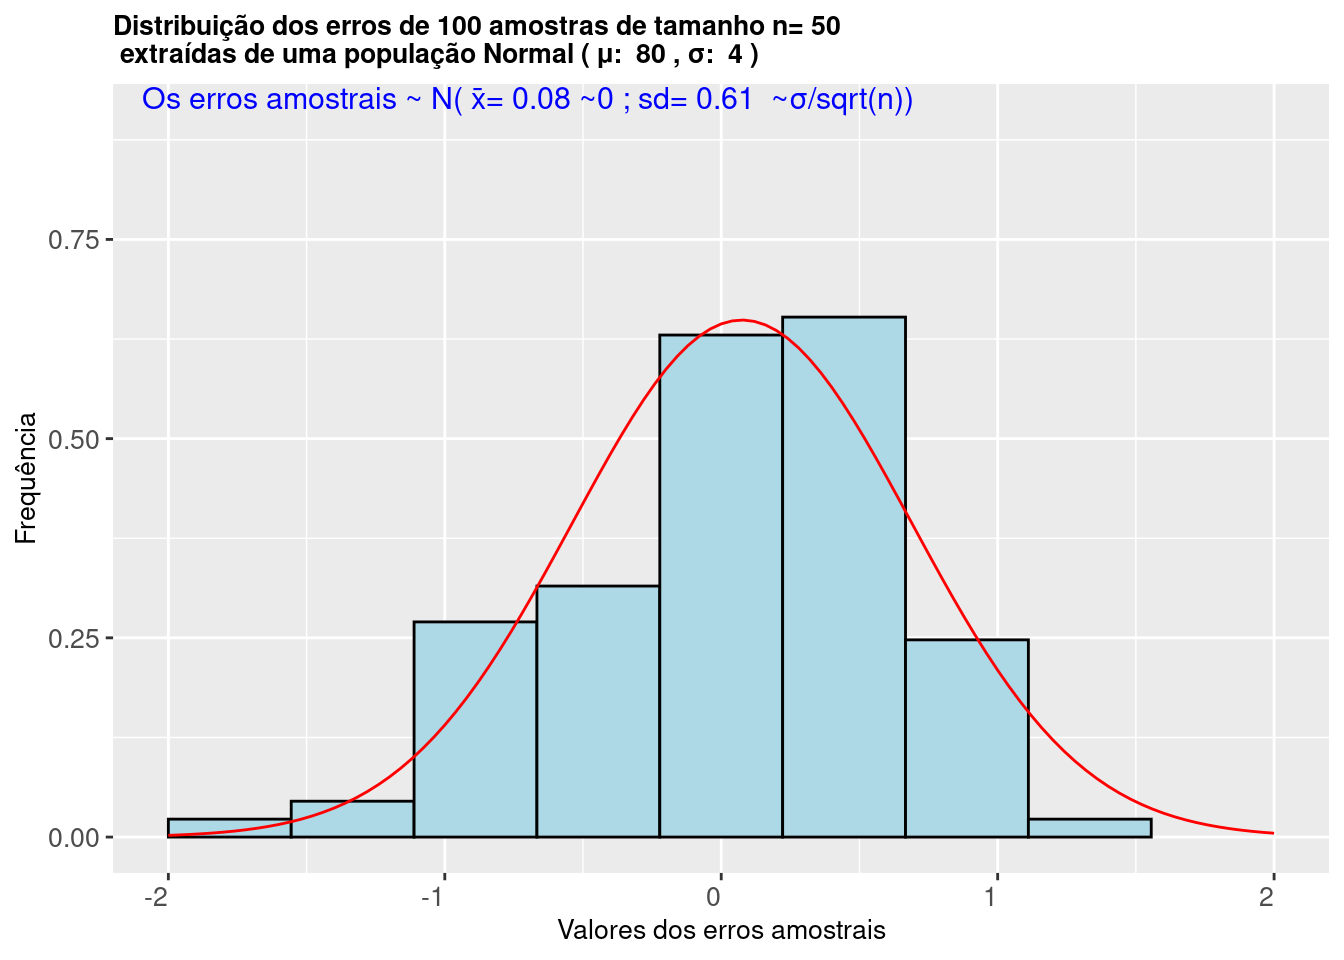 Distribuição dos erros de 100 amostras de tamanho n= 50
extraídas de uma população Normal ( μ:  80 , σ:  4 )
Os erros amostrais ~ N( x̄= 0.08 ~0 ; sd= 0.61  ~σ/sqrt(n))
Frequência
0.75
0.50
0.25
0.00
-2
-1
0
1
2
Valores dos erros amostrais